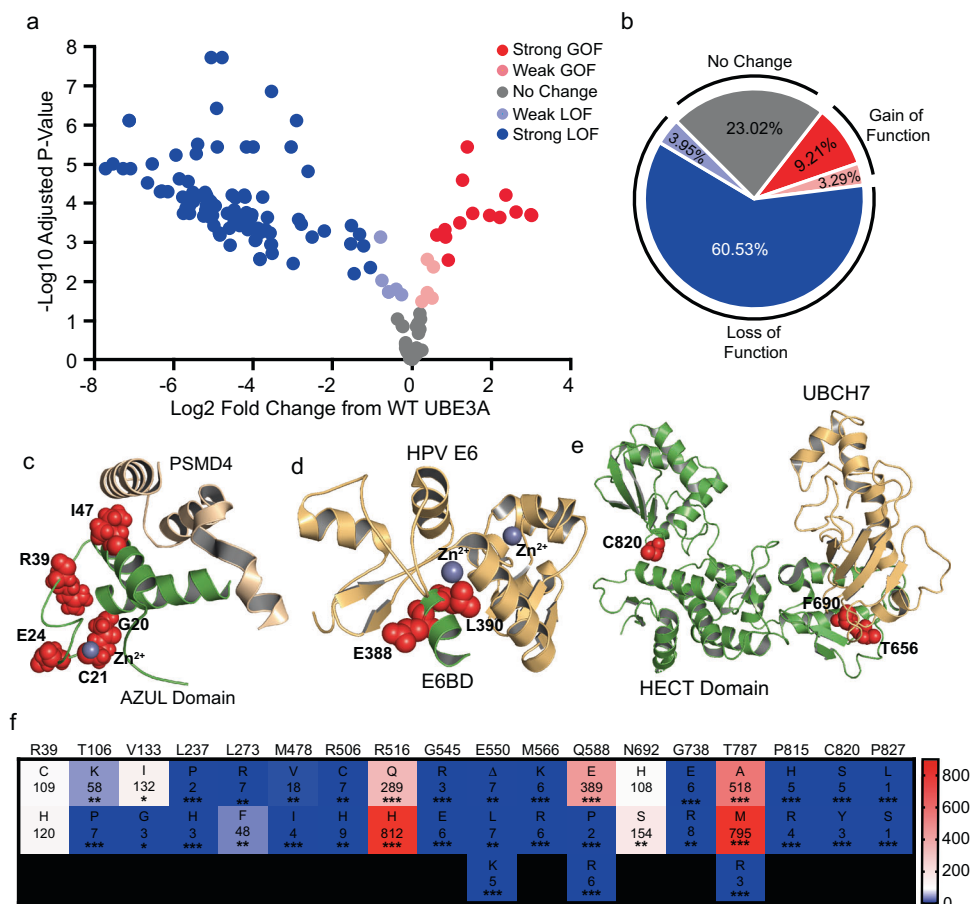 a
8
7
6
5
4
3
2
1
0
-Log10 Adjusted P-Value
-8 -6 -4 -2 0 2 4
Log2 Fold Change from WT UBE3A
Strong GOF
Weak GOF
No Change
Weak LOF
Strong LOF
b
No Change
Gain of
Function
23.02%
9.21%
3.95%
3.29%
60.53%
Loss of
Function
c
PSMD4
I47
R39
G20
E24
Zn2+
C21
AZUL Domain
d
HPV E6
Zn2+
Zn2+
L390
E388
E6BD
e
UBCH7
C820
F690
T656
HECT Domain
f
R39 T106 V133 L237 L273 M478 R506 R516 G545 E550 M566 Q588 N692 G738 T787 P815 C820 P827
C K I P R V C Q R Δ K E H E A H S L
109 58 132 2 7 18 7 289 3 7 6 389 108 6 518 5 5 1
** * *** ** ** ** *** *** ** *** *** *** *** *** *** ***
H P G H F I H H E L R P S R M R Y S
120 7 3 3 48 4 9 812 6 7 6 2 154 8 795 4 3 1
*** * *** ** *** ** *** *** ** *** *** ** ** *** *** *** ***
K R R
5 6 3
*** *** ***
800
600
400
200
0